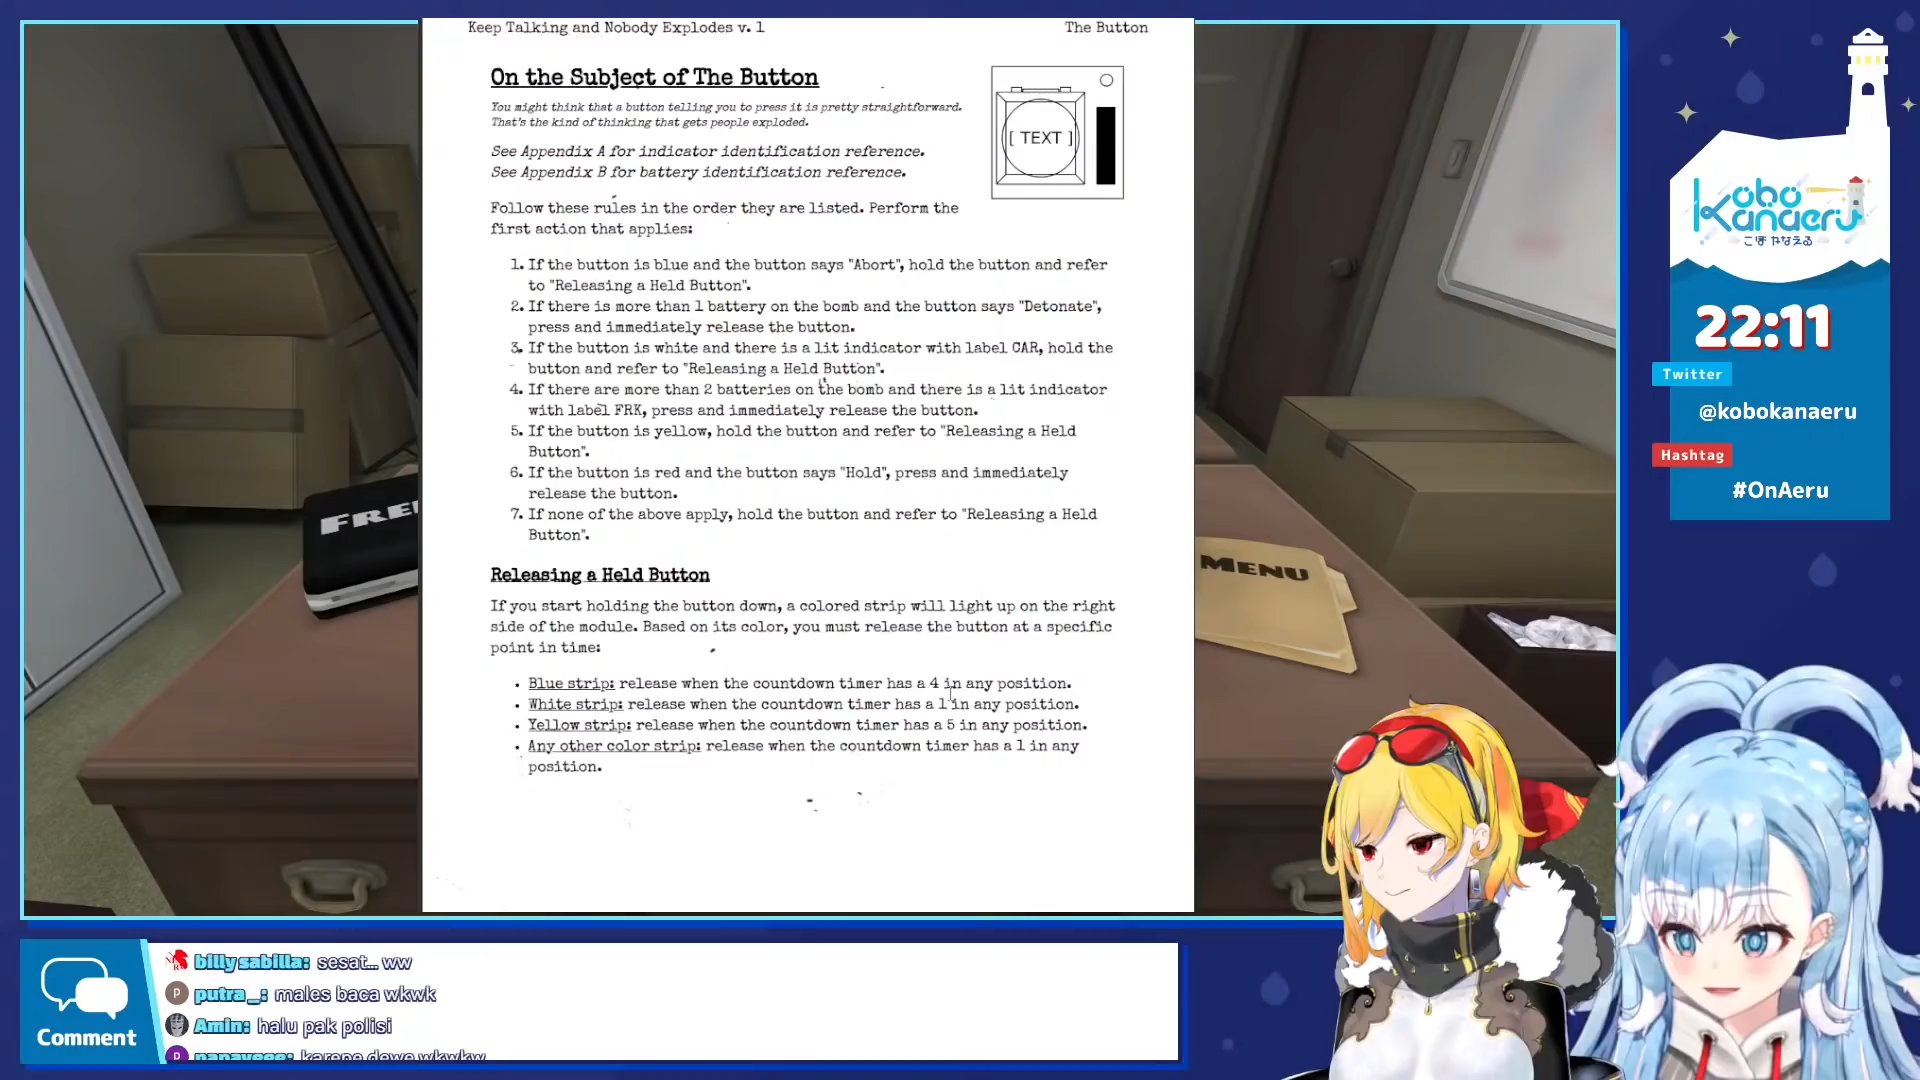 Keep Talking and Nobody Explodes v. 1
The Button
On the Subject of The Button
You might think that a button telling you to press it is pretty straightforward.
That's the kind of thinking that gets people exploded.
See Appendix A for indicator identification reference.
See Appendix B for battery identification reference.
[ TEXT ]
Follow these rules in the order they are listed. Perform the
first action that applies:
1. If the button is blue and the button says "Abort", hold the button and refer
to "Releasing a Held Button".
2. If there is more than 1 battery on the bomb and the button says "Detonate",
press and immediately release the button.
3. If the button is white and there is a lit indicator with label CAR, hold the
button and refer to "Releasing a Held Button".
4. If there are more than 2 batteries on the bomb and there is a lit indicator
with label FRK, press and immediately release the button.
5. If the button is yellow, hold the button and refer to "Releasing a Held
Button".
6. If the button is red and the button says "Hold", press and immediately
release the button.
7. If none of the above apply, hold the button and refer to "Releasing a Held
Button".
Releasing a Held Button
If you start holding the button down, a colored strip will light up on the right
side of the module. Based on its color, you must release the button at a specific
point in time:
• Blue strip: release when the countdown timer has a 4 in any position.
• White strip: release when the countdown timer has a 1 in any position.
• Yellow strip: release when the countdown timer has a 5 in any position.
• Any other color strip: release when the countdown timer has a 1 in any
position.
FRE
MENU
Kobo
Kanaeru
こぼ かなえる
22:11
Twitter
@kobokanaeru
Hashtag
#OnAeru
Comment
billy sabilla: sesat... ww
P putra_: males baca wkwk
Amin: halu pak polisi
P papaveee: karepe dewe wkwkw